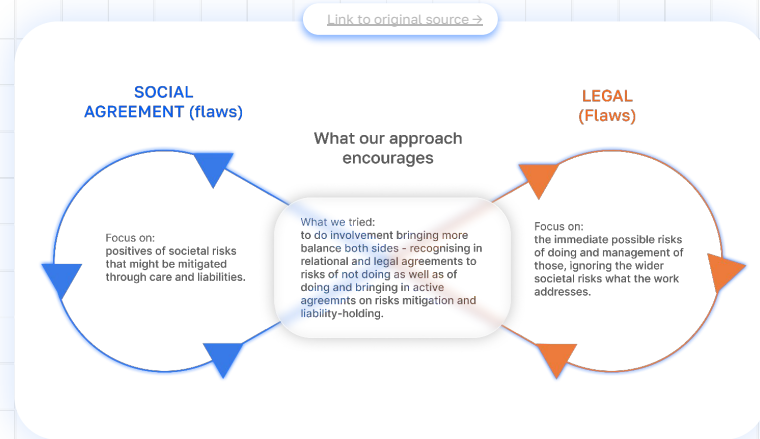 Link to original source →
SOCIAL
AGREEMENT (flaws)
LEGAL
(Flaws)
What our approach
encourages
Focus on:
positives of societal risks
that might be mitigated
through care and liabilities.
What we tried:
to do involvement bringing more
balance both sides - recognising in
relational and legal agreements to
risks of not doing as well as of
doing and bringing in active
agreemnts on risks mitigation and
liability-holding.
Focus on:
the immediate possible risks
of doing and management of
those, ignoring the wider
societal risks what the work
addresses.